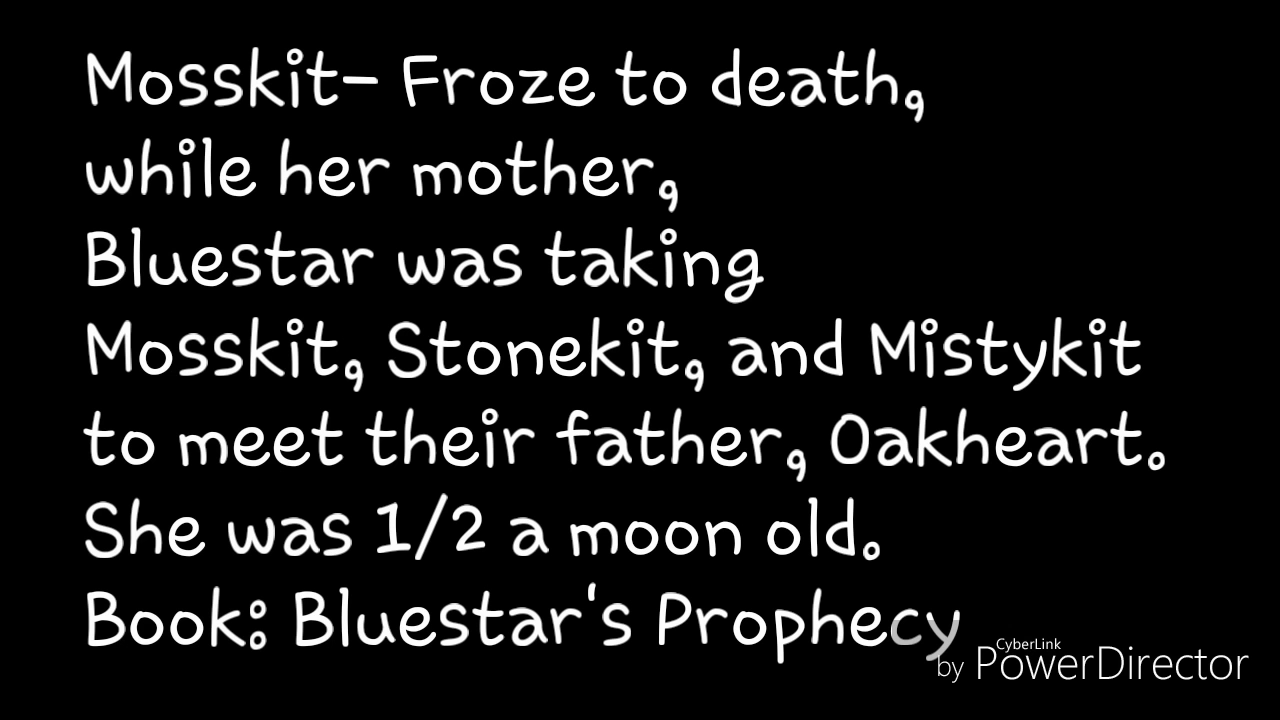 Mosskit- Froze to death,
while her mother,
Bluestar was taking
Mosskit, Stonekit, and Mistykit
to meet their father, Oakheart.
She was 1/2 a moon old.
Book: Bluestar's Prophecy
CyberLink
by PowerDirector